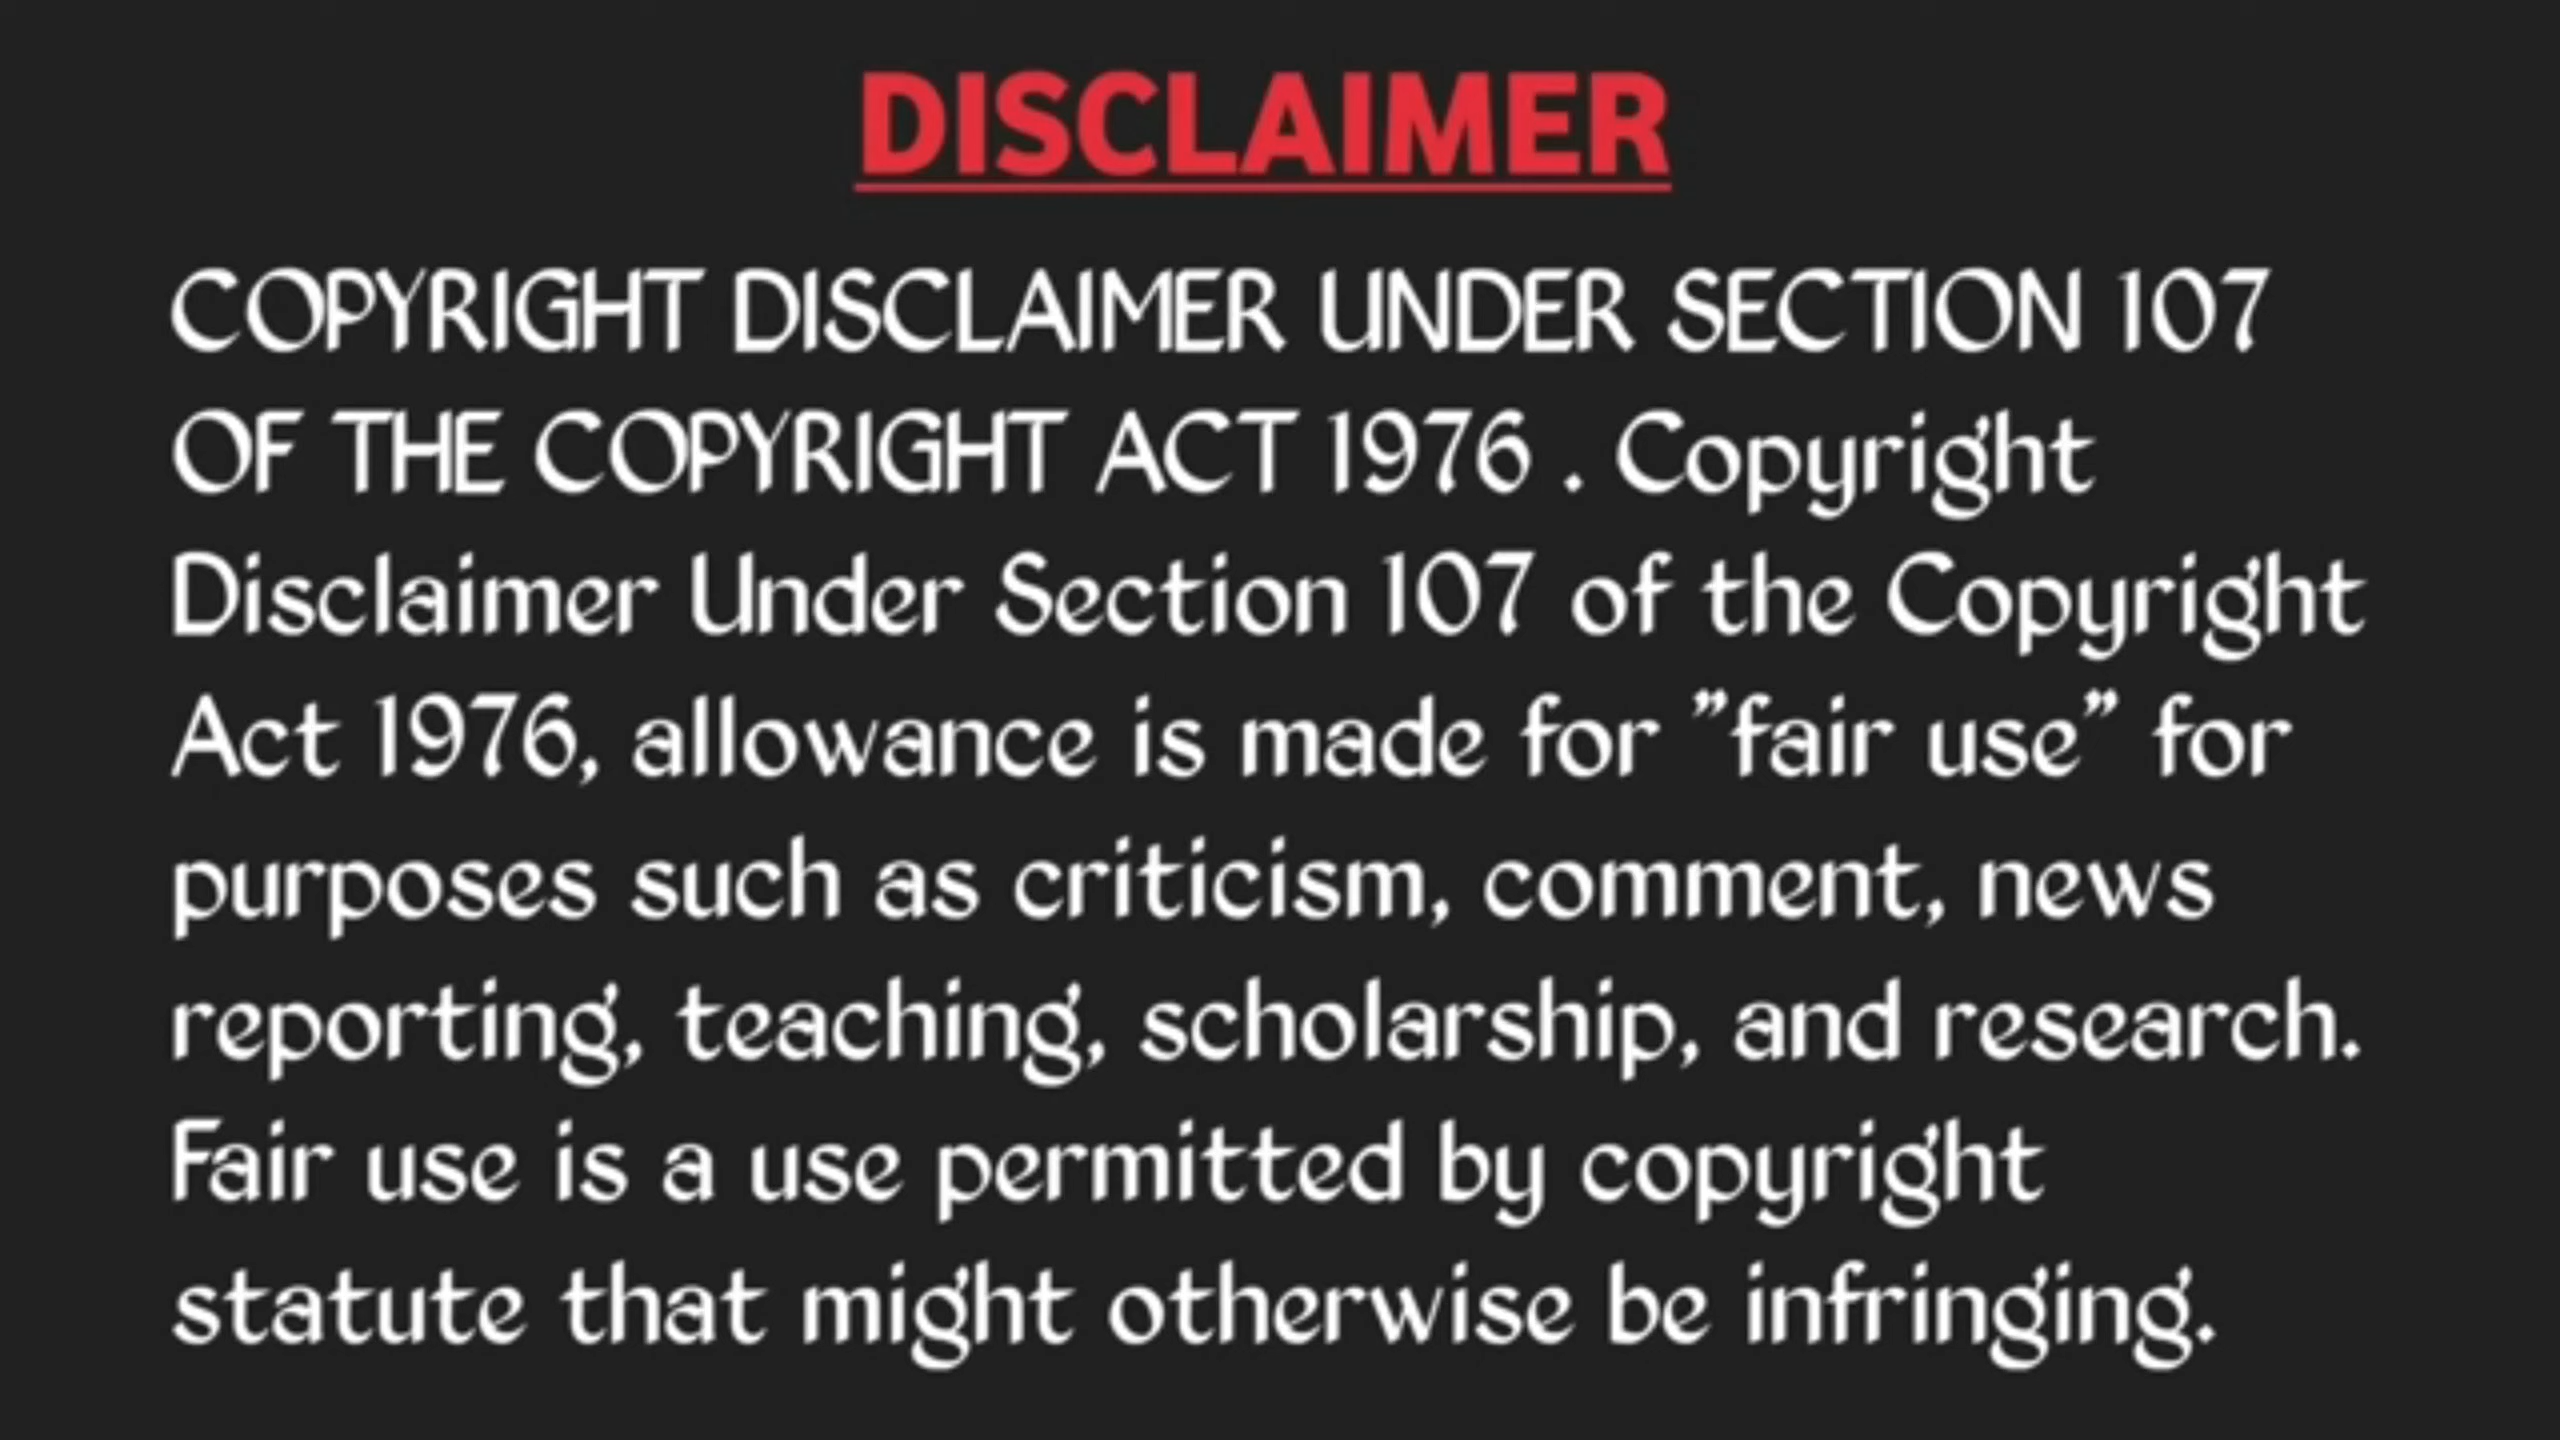 DISCLAIMER
COPYRIGHT DISCLAIMER UNDER SECTION 107
OF THE COPYRIGHT ACT 1976 . Copyright
Disclaimer Under Section 107 of the Copyright
Act 1976, allowance is made for ”fair use” for
purposes such as criticism, comment, news
reporting, teaching, scholarship, and research.
Fair use is a use permitted by copyright
statute that might otherwise be infringing.